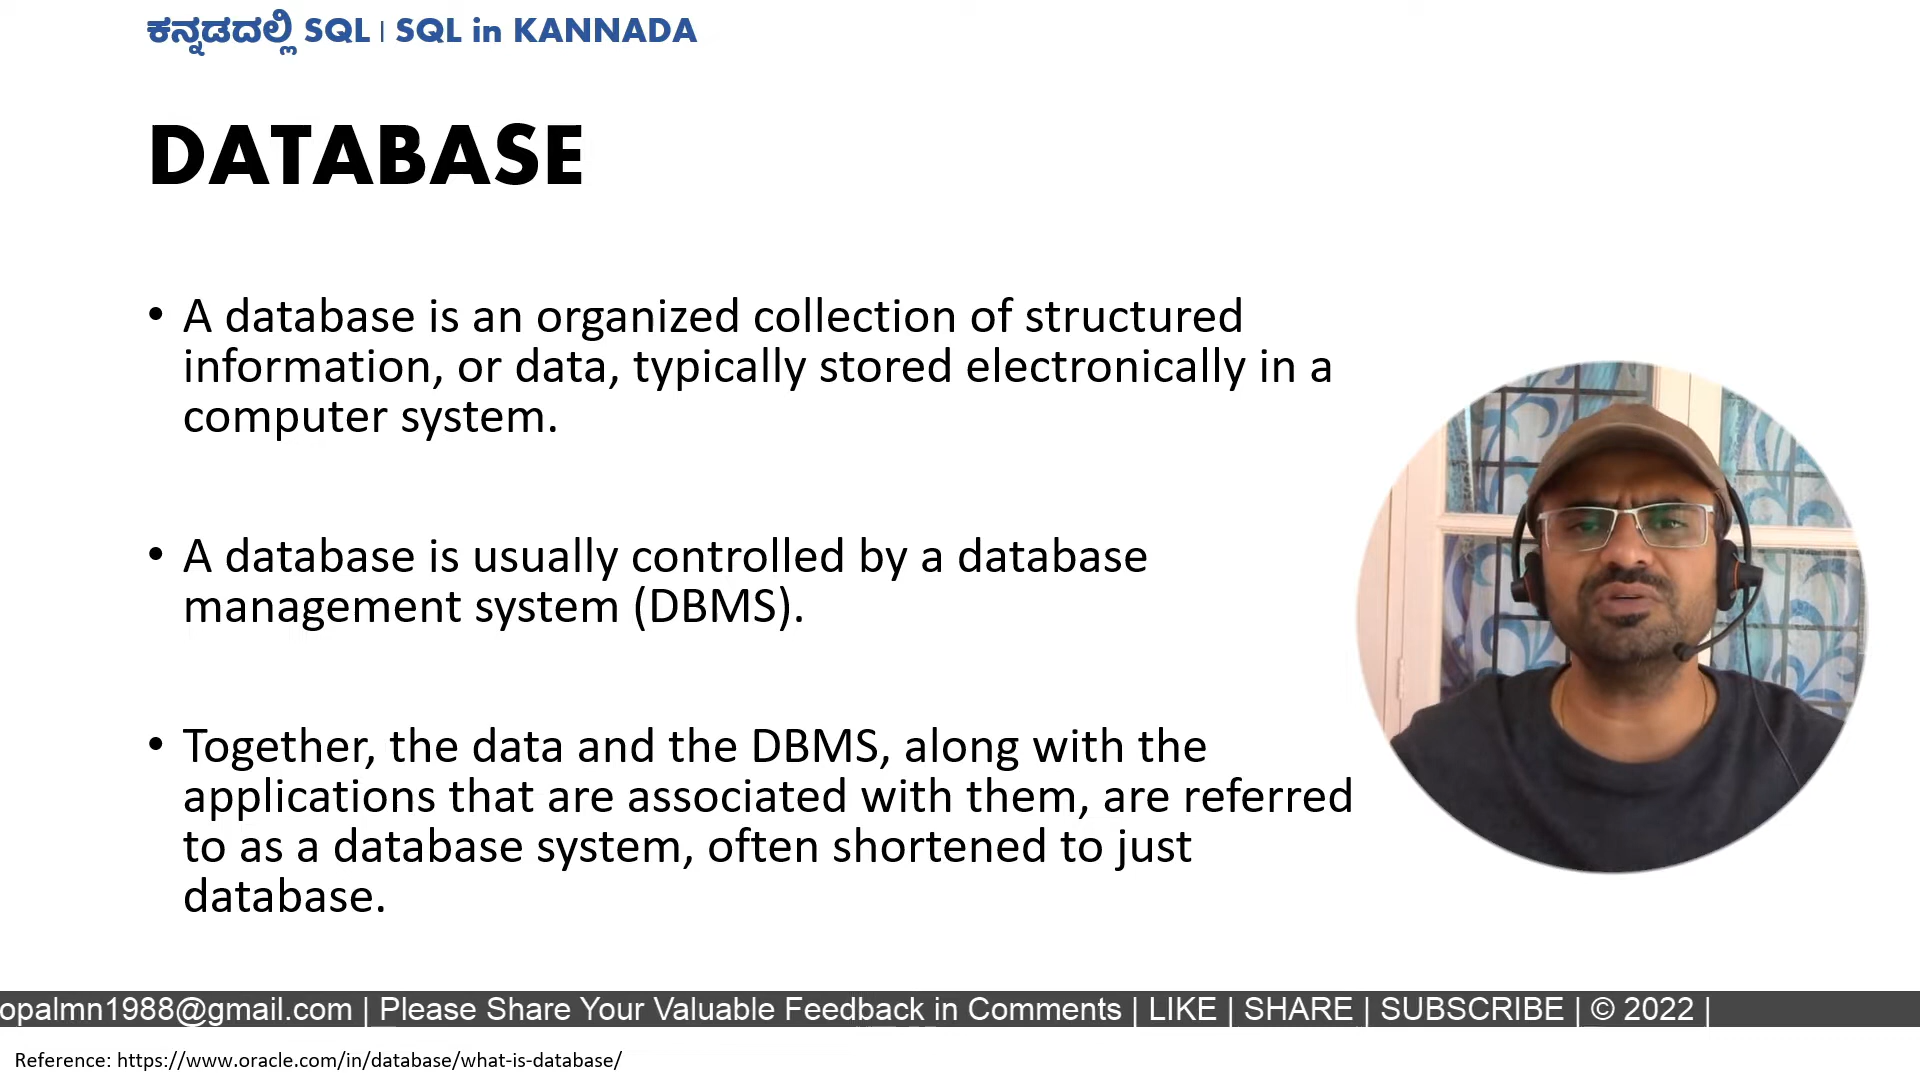 ಕನ್ನಡದಲ್ಲಿ SQL | SQL in KANNADA
DATABASE
• A database is an organized collection of structured
information, or data, typically stored electronically in a
computer system.
• A database is usually controlled by a database
management system (DBMS).
• Together, the data and the DBMS, along with the
applications that are associated with them, are referred
to as a database system, often shortened to just
database.
opalmn1988@gmail.com | Please Share Your Valuable Feedback in Comments | LIKE | SHARE | SUBSCRIBE | © 2022 |
Reference: https://www.oracle.com/in/database/what-is-database/